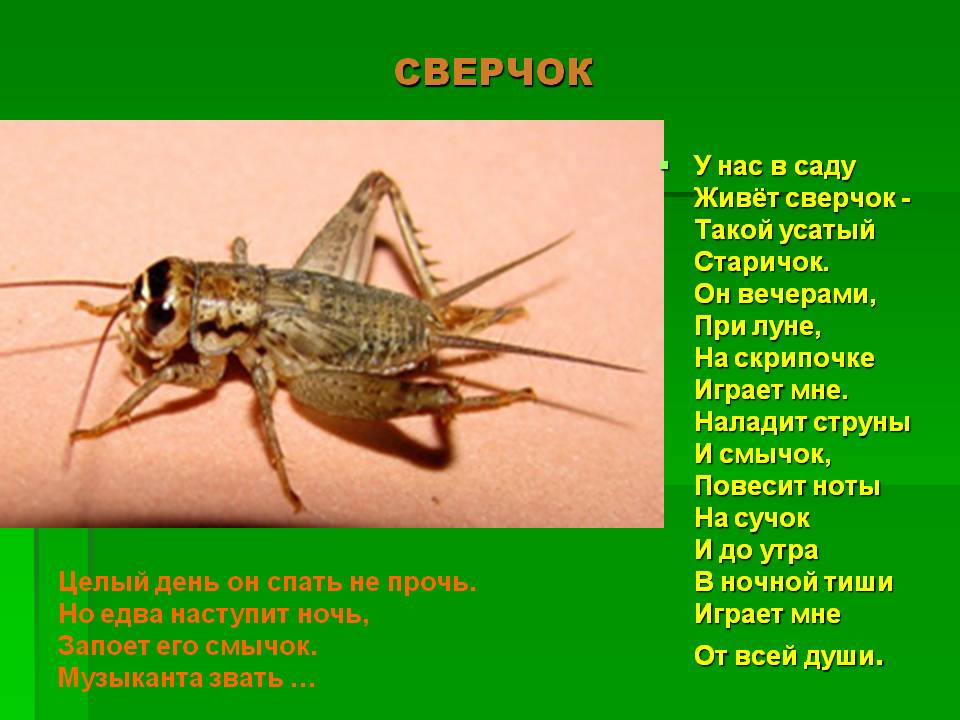 СВЕРЧОК
У нас в саду
Живёт сверчок -
Такой усатый
Старичок.
Он вечерами,
При луне,
На скрипочке
Играет мне.
Наладит струны
И смычок,
Повесит ноты
На сучок
И до утра
В ночной тиши
Играет мне
От всей души.
Целый день он спать не прочь.
Но едва наступит ночь,
Запоет его смычок.
Музыканта звать …